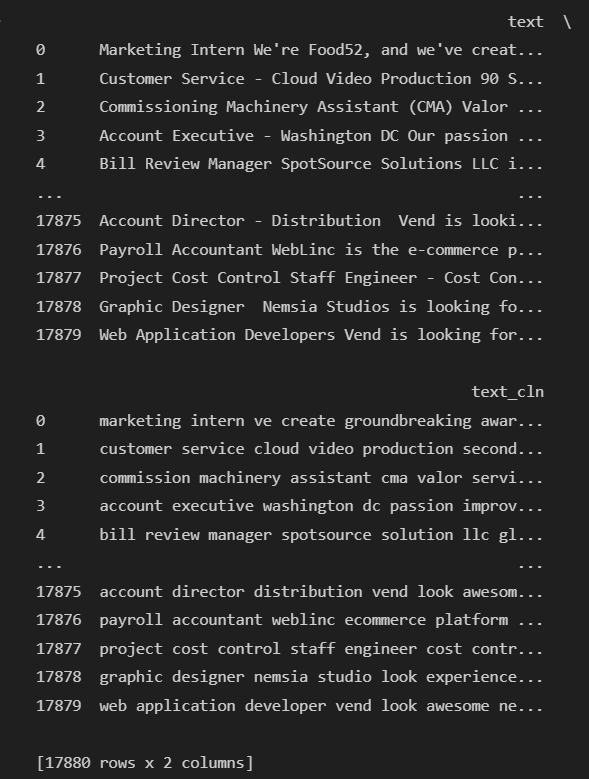 text \
0 Marketing Intern We're Food52, and we've creat...
1 Customer Service - Cloud Video Production 90 S...
2 Commissioning Machinery Assistant (CMA) Valor ...
3 Account Executive - Washington DC Our passion ...
4 Bill Review Manager SpotSource Solutions LLC i...
... ...
17875 Account Director - Distribution  Vend is looki...
17876 Payroll Accountant WebLinc is the e-commerce p...
17877 Project Cost Control Staff Engineer - Cost Con...
17878 Graphic Designer  Nemsia Studios is looking fo...
17879 Web Application Developers Vend is looking for...
text_cln
0 marketing intern ve create groundbreaking awar...
1 customer service cloud video production second...
2 commission machinery assistant cma valor servi...
3 account executive washington dc passion improv...
4 bill review manager spotsource solution llc gl...
... ...
17875 account director distribution vend look awesom...
17876 payroll accountant weblinc ecommerce platform ...
17877 project cost control staff engineer cost contr...
17878 graphic designer nemsia studio look experience...
17879 web application developer vend look awesome ne...
[17880 rows x 2 columns]